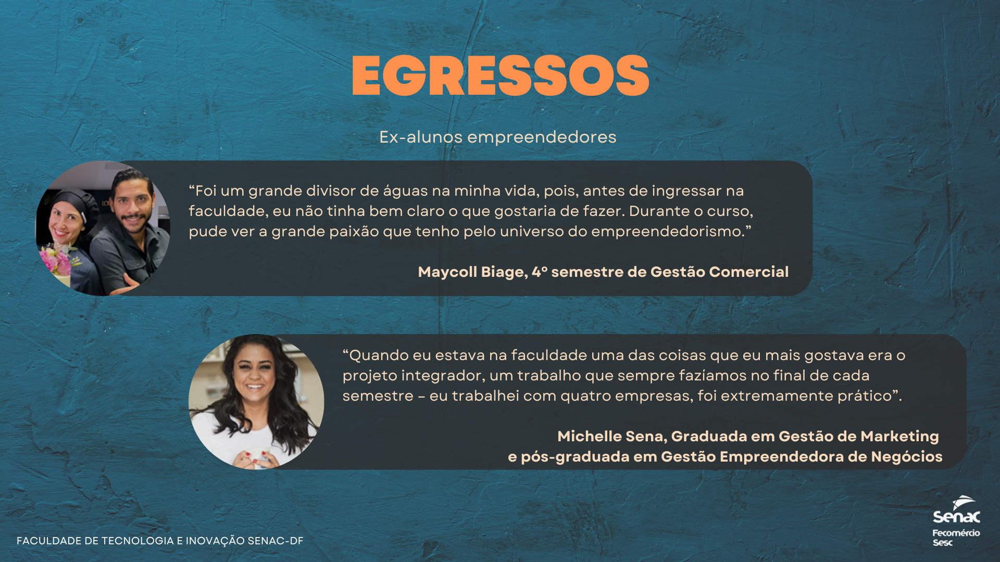 EGRESSOS
Ex-alunos empreendedores
“Foi um grande divisor de águas na minha vida, pois, antes de ingressar na
faculdade, eu não tinha bem claro o que gostaria de fazer. Durante o curso,
pude ver a grande paixão que tenho pelo universo do empreendedorismo.”
Maycoll Biage, 4º semestre de Gestão Comercial
“Quando eu estava na faculdade uma das coisas que eu mais gostava era o
projeto integrador, um trabalho que sempre fazíamos no final de cada
semestre – eu trabalhei com quatro empresas, foi extremamente prático”.
Michelle Sena, Graduada em Gestão de Marketing
e pós-graduada em Gestão Empreendedora de Negócios
FACULDADE DE TECNOLOGIA E INOVAÇÃO SENAC-DF
Senac
Fecomércio
Sesc